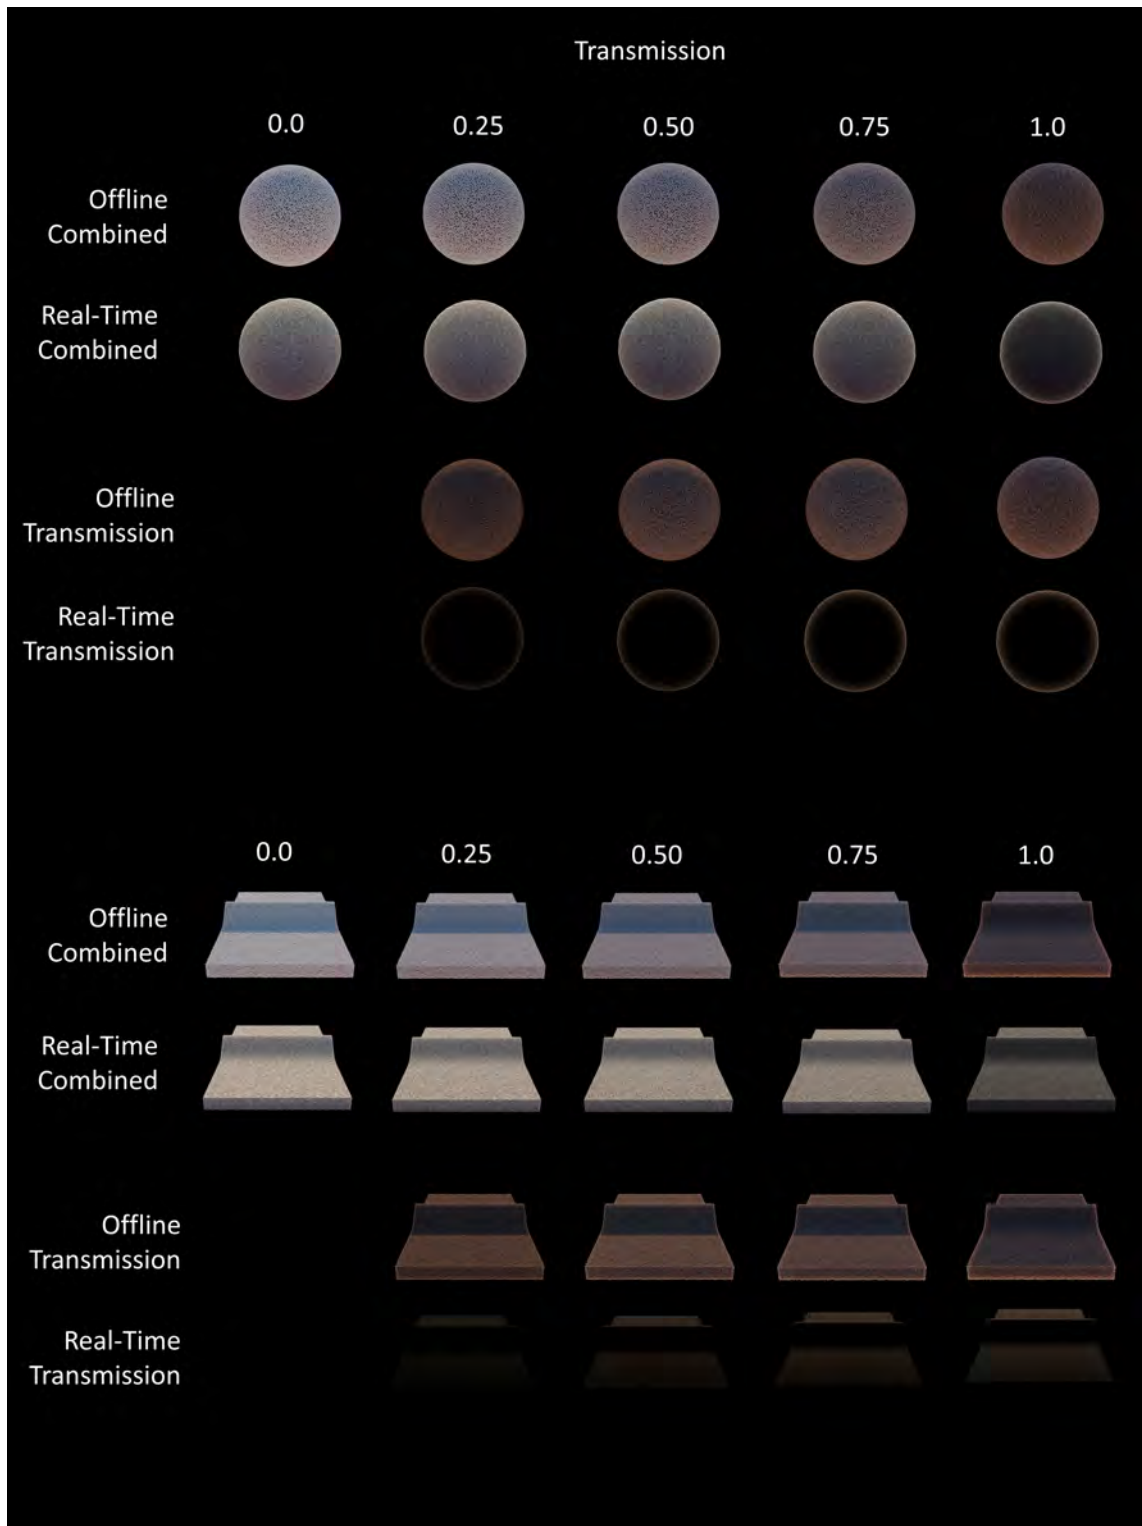 Transmission
0.0 0.25 0.50 0.75 1.0
Offline
Combined
Real-Time
Combined
Offline
Transmission
Real-Time
Transmission
0.0 0.25 0.50 0.75 1.0
Offline
Combined
Real-Time
Combined
Offline
Transmission
Real-Time
Transmission